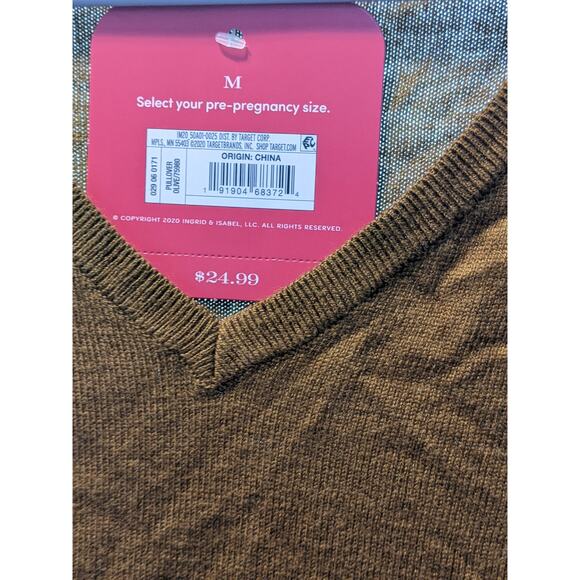 M
Select your pre-pregnancy size.
IM20 50A01-0025 DIST. BY TARGET CORP.
MPLS, MN 55403 ©2020 TARGETBRANDS, INC. SHOP TARGET.COM
ORIGIN: CHINA
029 06 0171
PULLOVER
OLIVE/75980
1 91904 68372 4
© COPYRIGHT 2020 INGRID & ISABEL, LLC. ALL RIGHTS RESERVED.
$24.99